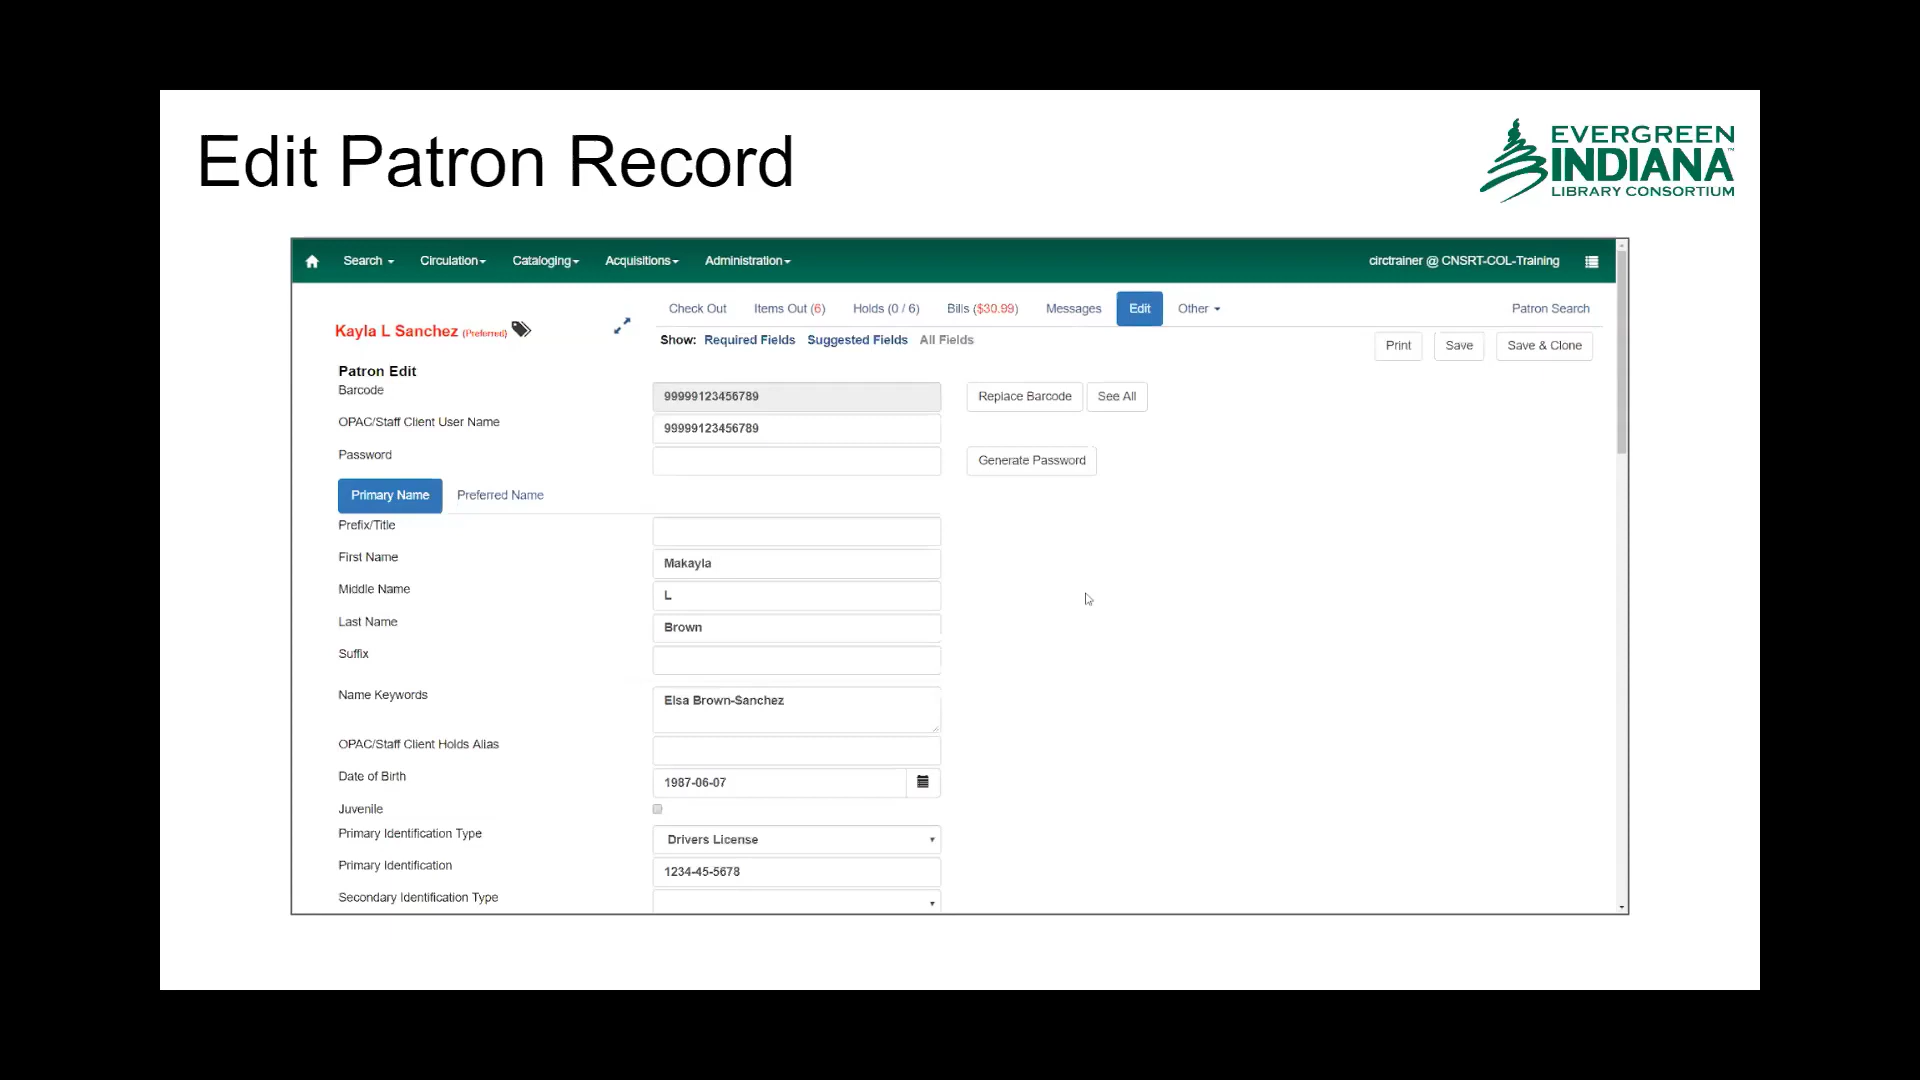 Edit Patron Record
EVERGREEN
INDIANA™
LIBRARY CONSORTIUM
Search Circulation Cataloging Acquisitions Administration circtrainer @ CNSRT-COL-Training
Check Out Items Out (6) Holds (0 / 6) Bills ($30.99) Messages Edit Other Patron Search
Kayla L Sanchez (Preferred)
Show: Required Fields Suggested Fields All Fields Print Save Save & Clone
Patron Edit
Barcode 99999123456789 Replace Barcode See All
OPAC/Staff Client User Name 99999123456789
Password Generate Password
Primary Name Preferred Name
Prefix/Title
First Name Makayla
Middle Name L
Last Name Brown
Suffix
Name Keywords Elsa Brown-Sanchez
OPAC/Staff Client Holds Alias
Date of Birth 1987-06-07
Juvenile
Primary Identification Type Drivers License
Primary Identification 1234-45-5678
Secondary Identification Type